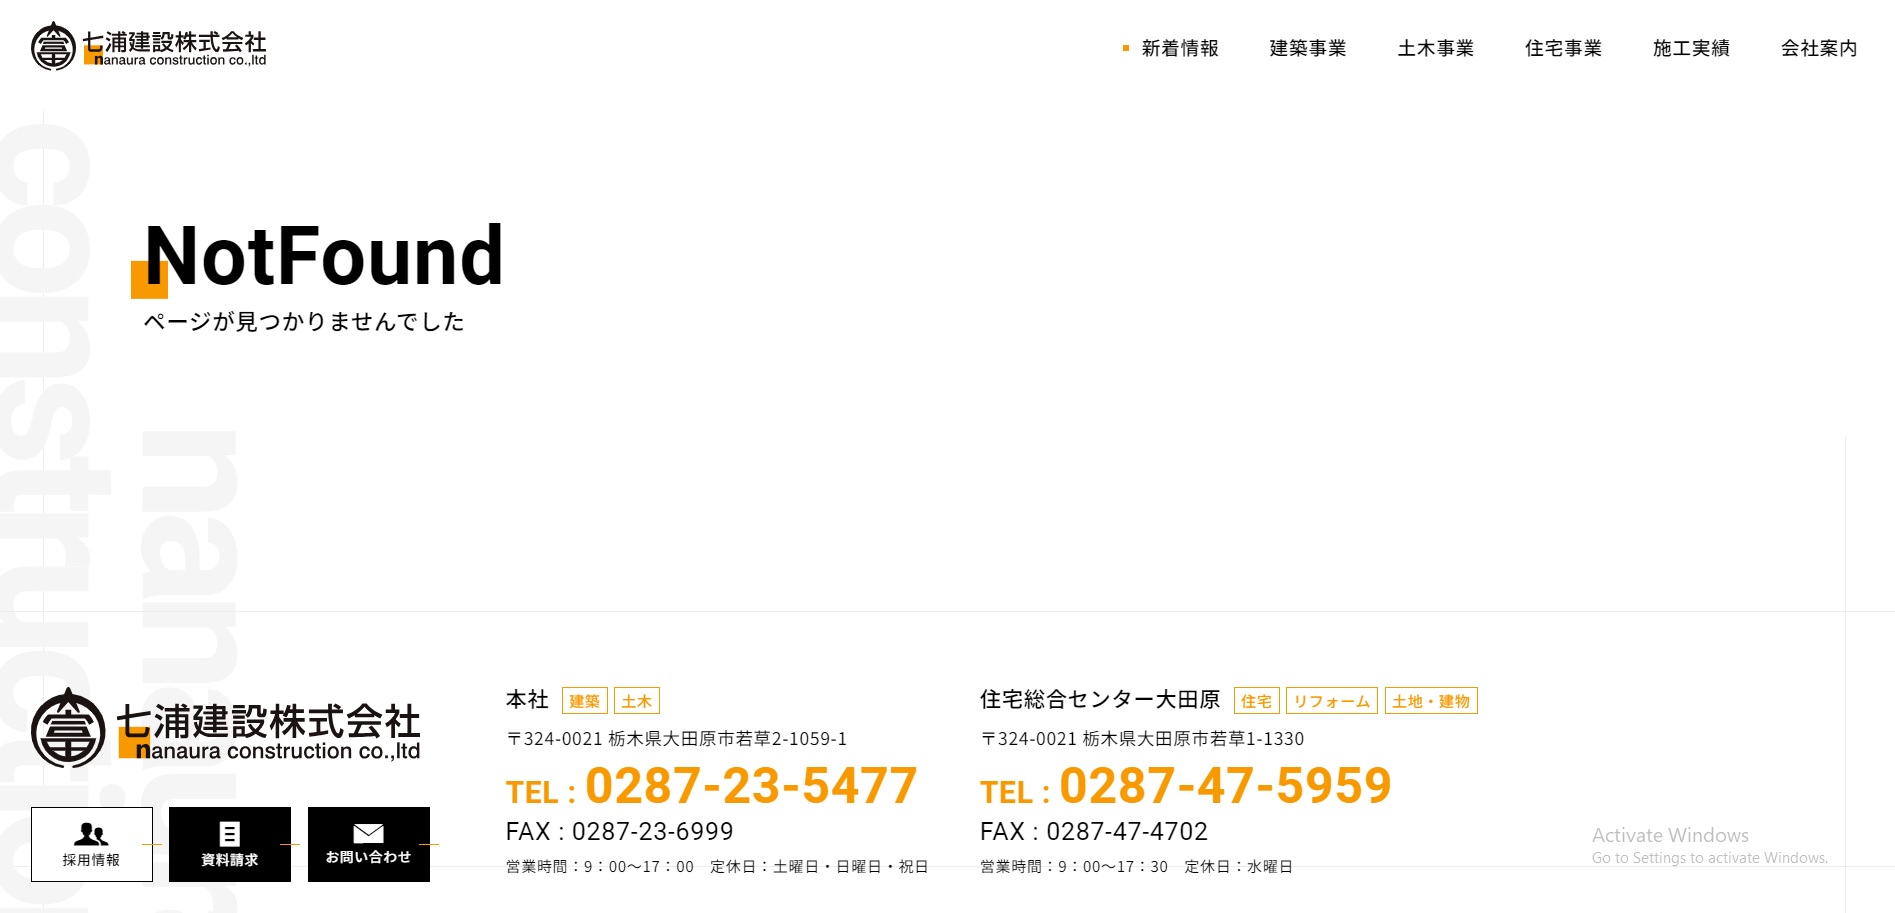 七浦建設株式会社
nanaura construction co.,ltd
新着情報 建築事業 土木事業 住宅事業 施工実績 会社案内
construction
NotFound
ページが見つかりませんでした
nanaura
七浦建設株式会社
nanaura construction co.,ltd
採用情報
資料請求
お問い合わせ
本社 建築 土木
〒324-0021 栃木県大田原市若草2-1059-1
TEL : 0287-23-5477
FAX : 0287-23-6999
営業時間：9：00〜17：00　定休日：土曜日・日曜日・祝日
住宅総合センター大田原 住宅 リフォーム 土地・建物
〒324-0021 栃木県大田原市若草1-1330
TEL : 0287-47-5959
FAX : 0287-47-4702
営業時間：9：00〜17：30　定休日：水曜日
Activate Windows
Go to Settings to activate Windows.